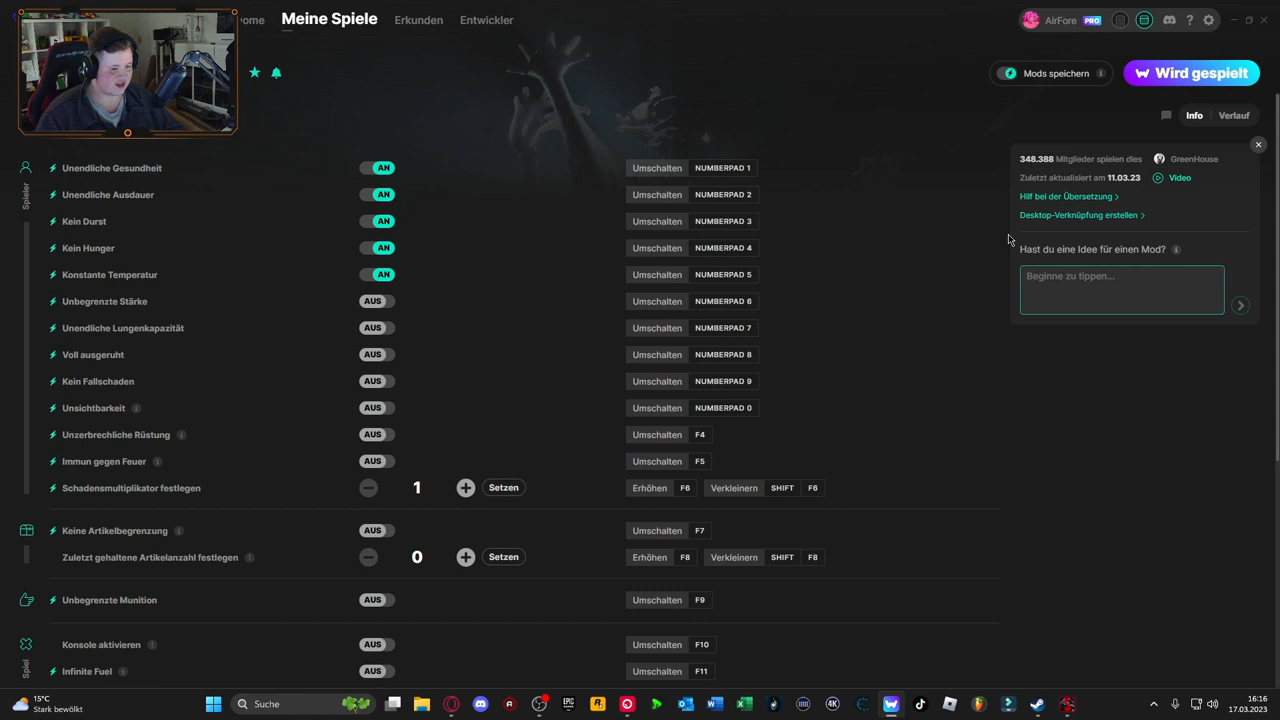 ome Meine Spiele Erkunden Entwickler AirFore PRO
Mods speichern Wird gespielt
Info Verlauf
Spieler
Unendliche Gesundheit AN Umschalten NUMBERPAD 1
Unendliche Ausdauer AN Umschalten NUMBERPAD 2
Kein Durst AN Umschalten NUMBERPAD 3
Kein Hunger AN Umschalten NUMBERPAD 4
Konstante Temperatur AN Umschalten NUMBERPAD 5
Unbegrenzte Stärke AUS Umschalten NUMBERPAD 6
Unendliche Lungenkapazität AUS Umschalten NUMBERPAD 7
Voll ausgeruht AUS Umschalten NUMBERPAD 8
Kein Fallschaden AUS Umschalten NUMBERPAD 9
Unsichtbarkeit AUS Umschalten NUMBERPAD 0
Unzerbrechliche Rüstung AUS Umschalten F4
Immun gegen Feuer AUS Umschalten F5
Schadensmultiplikator festlegen 1 Setzen Erhöhen F6 Verkleinern SHIFT F6
Keine Artikelbegrenzung AUS Umschalten F7
Zuletzt gehaltene Artikelanzahl festlegen 0 Setzen Erhöhen F8 Verkleinern SHIFT F8
Unbegrenzte Munition AUS Umschalten F9
Spiel
Konsole aktivieren AUS Umschalten F10
Infinite Fuel AUS Umschalten F11
348.388 Mitglieder spielen dies GreenHouse
Zuletzt aktualisiert am 11.03.23 Video
Hilf bei der Übersetzung
Desktop-Verknüpfung erstellen
Hast du eine Idee für einen Mod?
Beginne zu tippen...
15°C
Stark bewölkt
Suche
16:16
17.03.2023